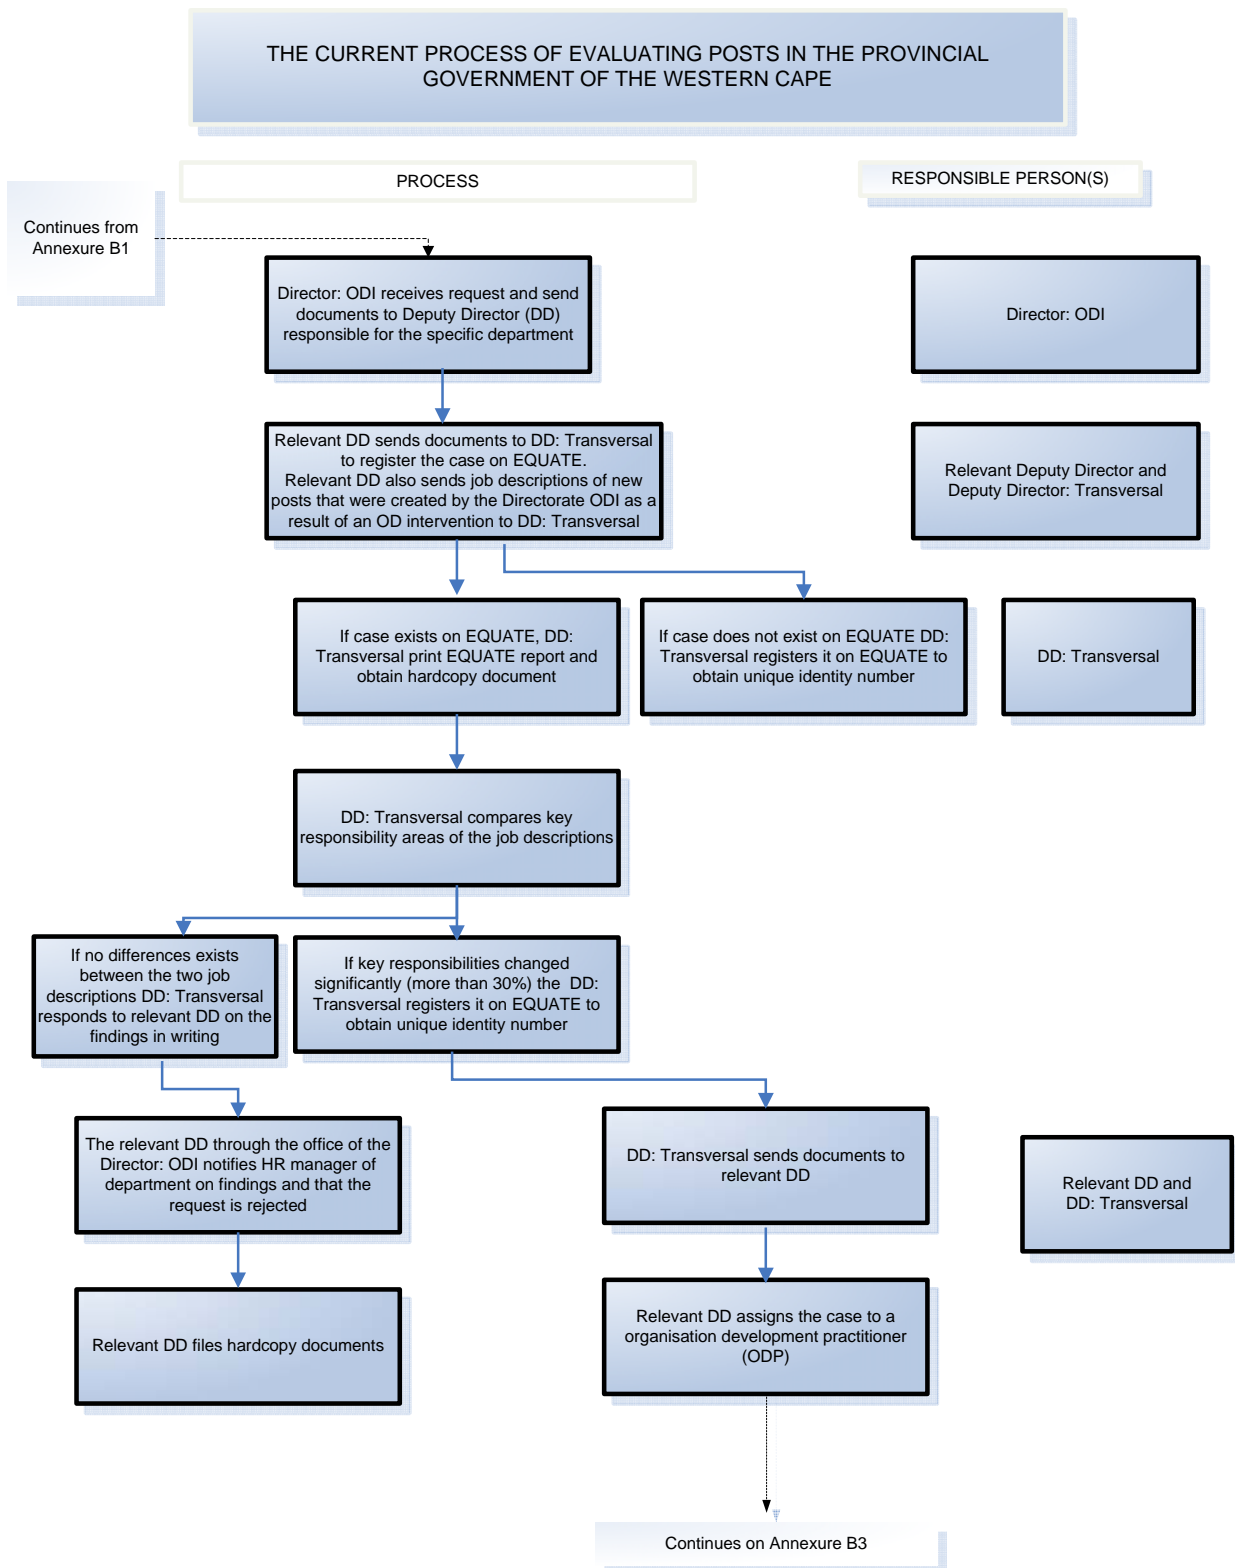 THE CURRENT PROCESS OF EVALUATING POSTS IN THE PROVINCIAL
GOVERNMENT OF THE WESTERN CAPE
PROCESS
RESPONSIBLE PERSON(S)
Continues from
Annexure B1
Director: ODI receives request and send
documents to Deputy Director (DD)
responsible for the specific department
Director: ODI
Relevant DD sends documents to DD: Transversal
to register the case on EQUATE.
Relevant DD also sends job descriptions of new
posts that were created by the Directorate ODI as a
result of an OD intervention to DD: Transversal
Relevant Deputy Director and
Deputy Director: Transversal
If case exists on EQUATE, DD:
Transversal print EQUATE report and
obtain hardcopy document
If case does not exist on EQUATE DD:
Transversal registers it on EQUATE to
obtain unique identity number
DD: Transversal
DD: Transversal compares key
responsibility areas of the job descriptions
If no differences exists
between the two job
descriptions DD: Transversal
responds to relevant DD on the
findings in writing
If key responsibilities changed
significantly (more than 30%) the DD:
Transversal registers it on EQUATE to
obtain unique identity number
The relevant DD through the office of the
Director: ODI notifies HR manager of
department on findings and that the
request is rejected
DD: Transversal sends documents to
relevant DD
Relevant DD and
DD: Transversal
Relevant DD files hardcopy documents
Relevant DD assigns the case to a
organisation development practitioner
(ODP)
Continues on Annexure B3